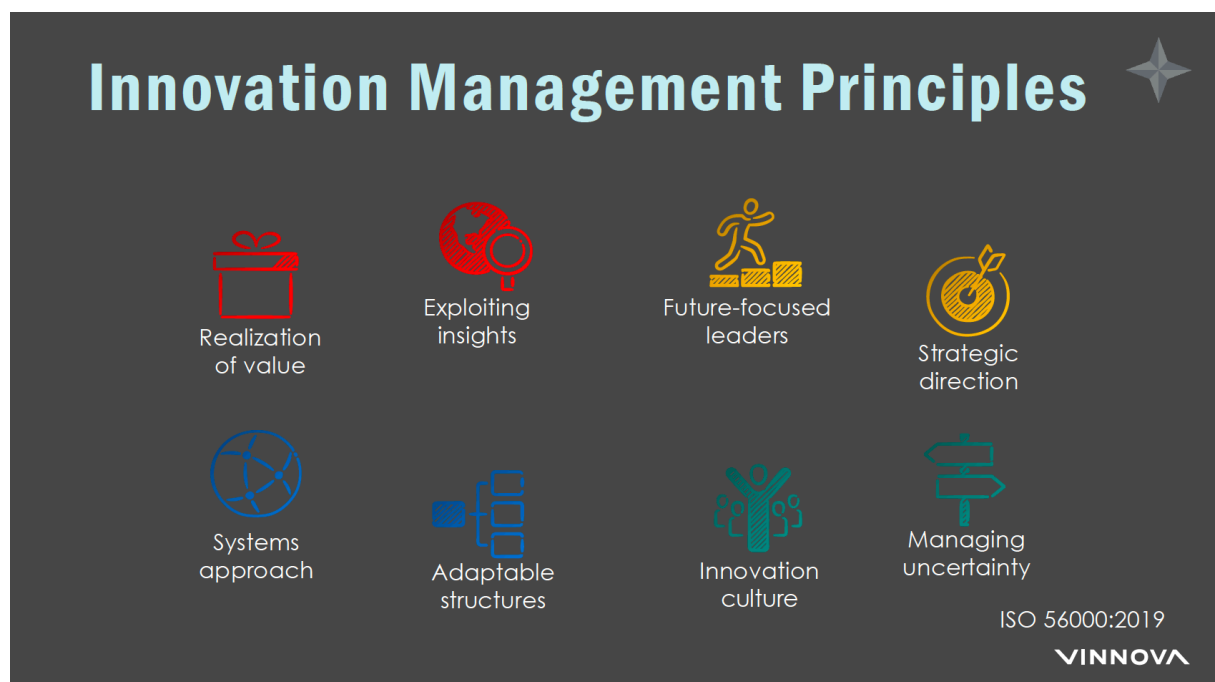 Innovation Management Principles
Realization
of value
Exploiting
insights
Future-focused
leaders
Strategic
direction
Systems
approach
Adaptable
structures
Innovation
culture
Managing
uncertainty
ISO 56000:2019
VINNOVA